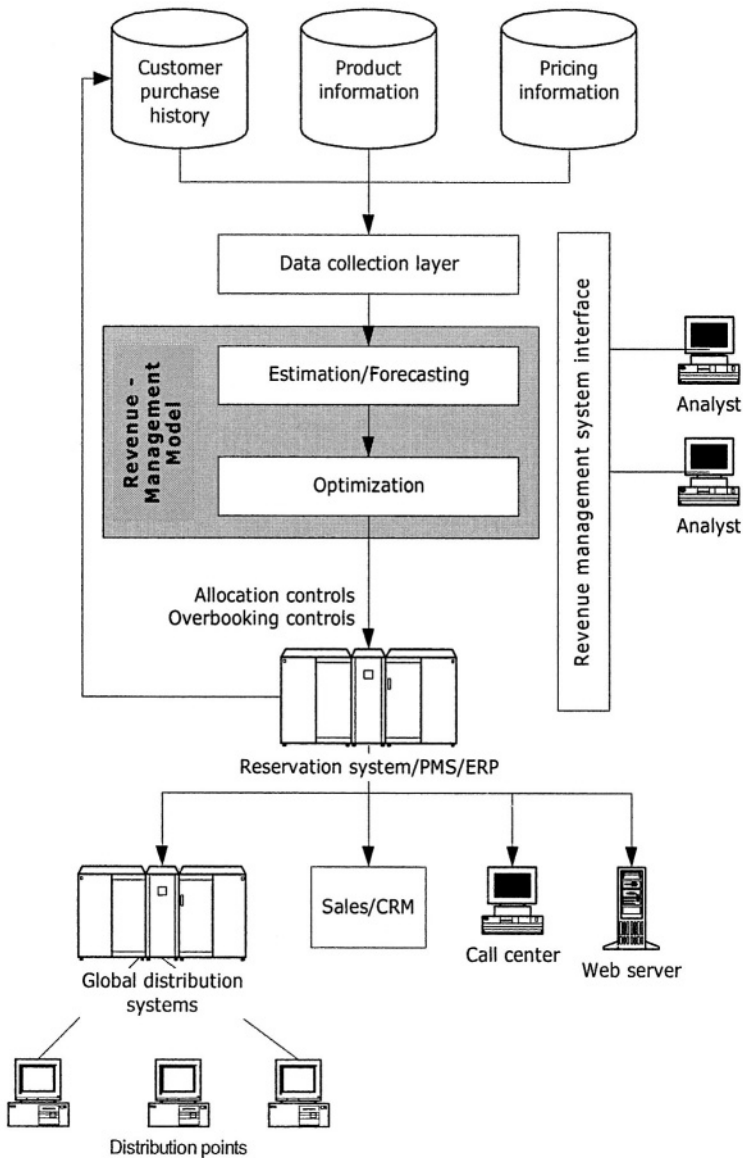 Customer
purchase
history
Product
information
Pricing
information
Data collection layer
Revenue -
Management
Model
Estimation/Forecasting
Optimization
Revenue management system interface
Analyst
Analyst
Allocation controls
Overbooking controls
Reservation system/PMS/ERP
Global distribution
systems
Sales/CRM
Call center
Web server
Distribution points